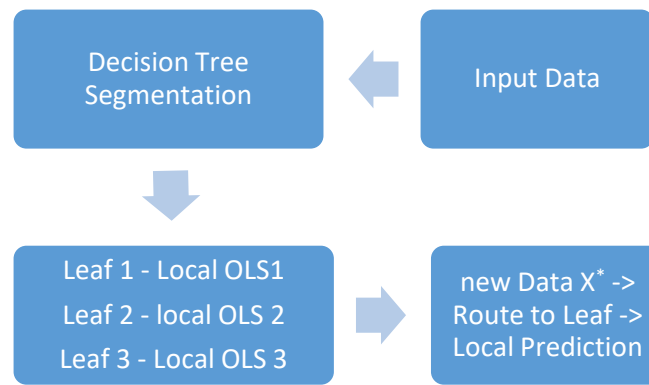 Decision Tree
Segmentation
Input Data
Leaf 1 - Local OLS1
Leaf 2 - local OLS 2
Leaf 3 - Local OLS 3
new Data X* ->
Route to Leaf ->
Local Prediction